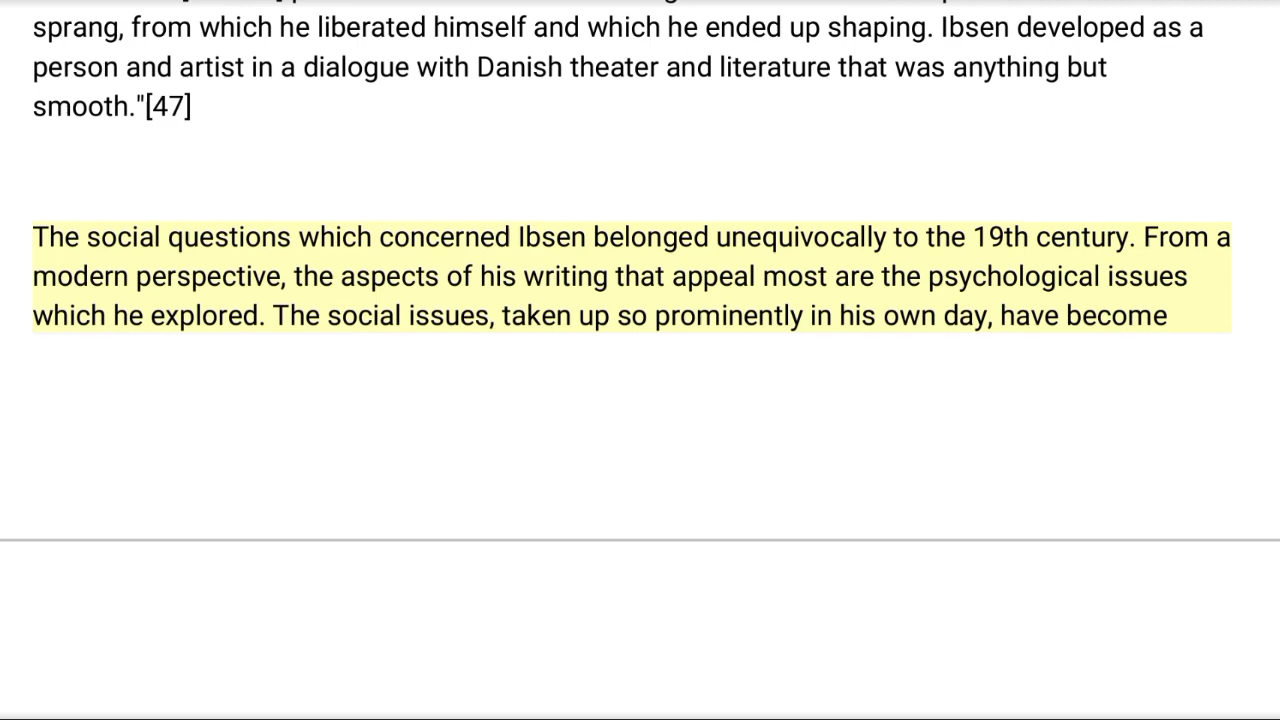 sprang, from which he liberated himself and which he ended up shaping. Ibsen developed as a
person and artist in a dialogue with Danish theater and literature that was anything but
smooth."[47]
The social questions which concerned Ibsen belonged unequivocally to the 19th century. From a
modern perspective, the aspects of his writing that appeal most are the psychological issues
which he explored. The social issues, taken up so prominently in his own day, have become